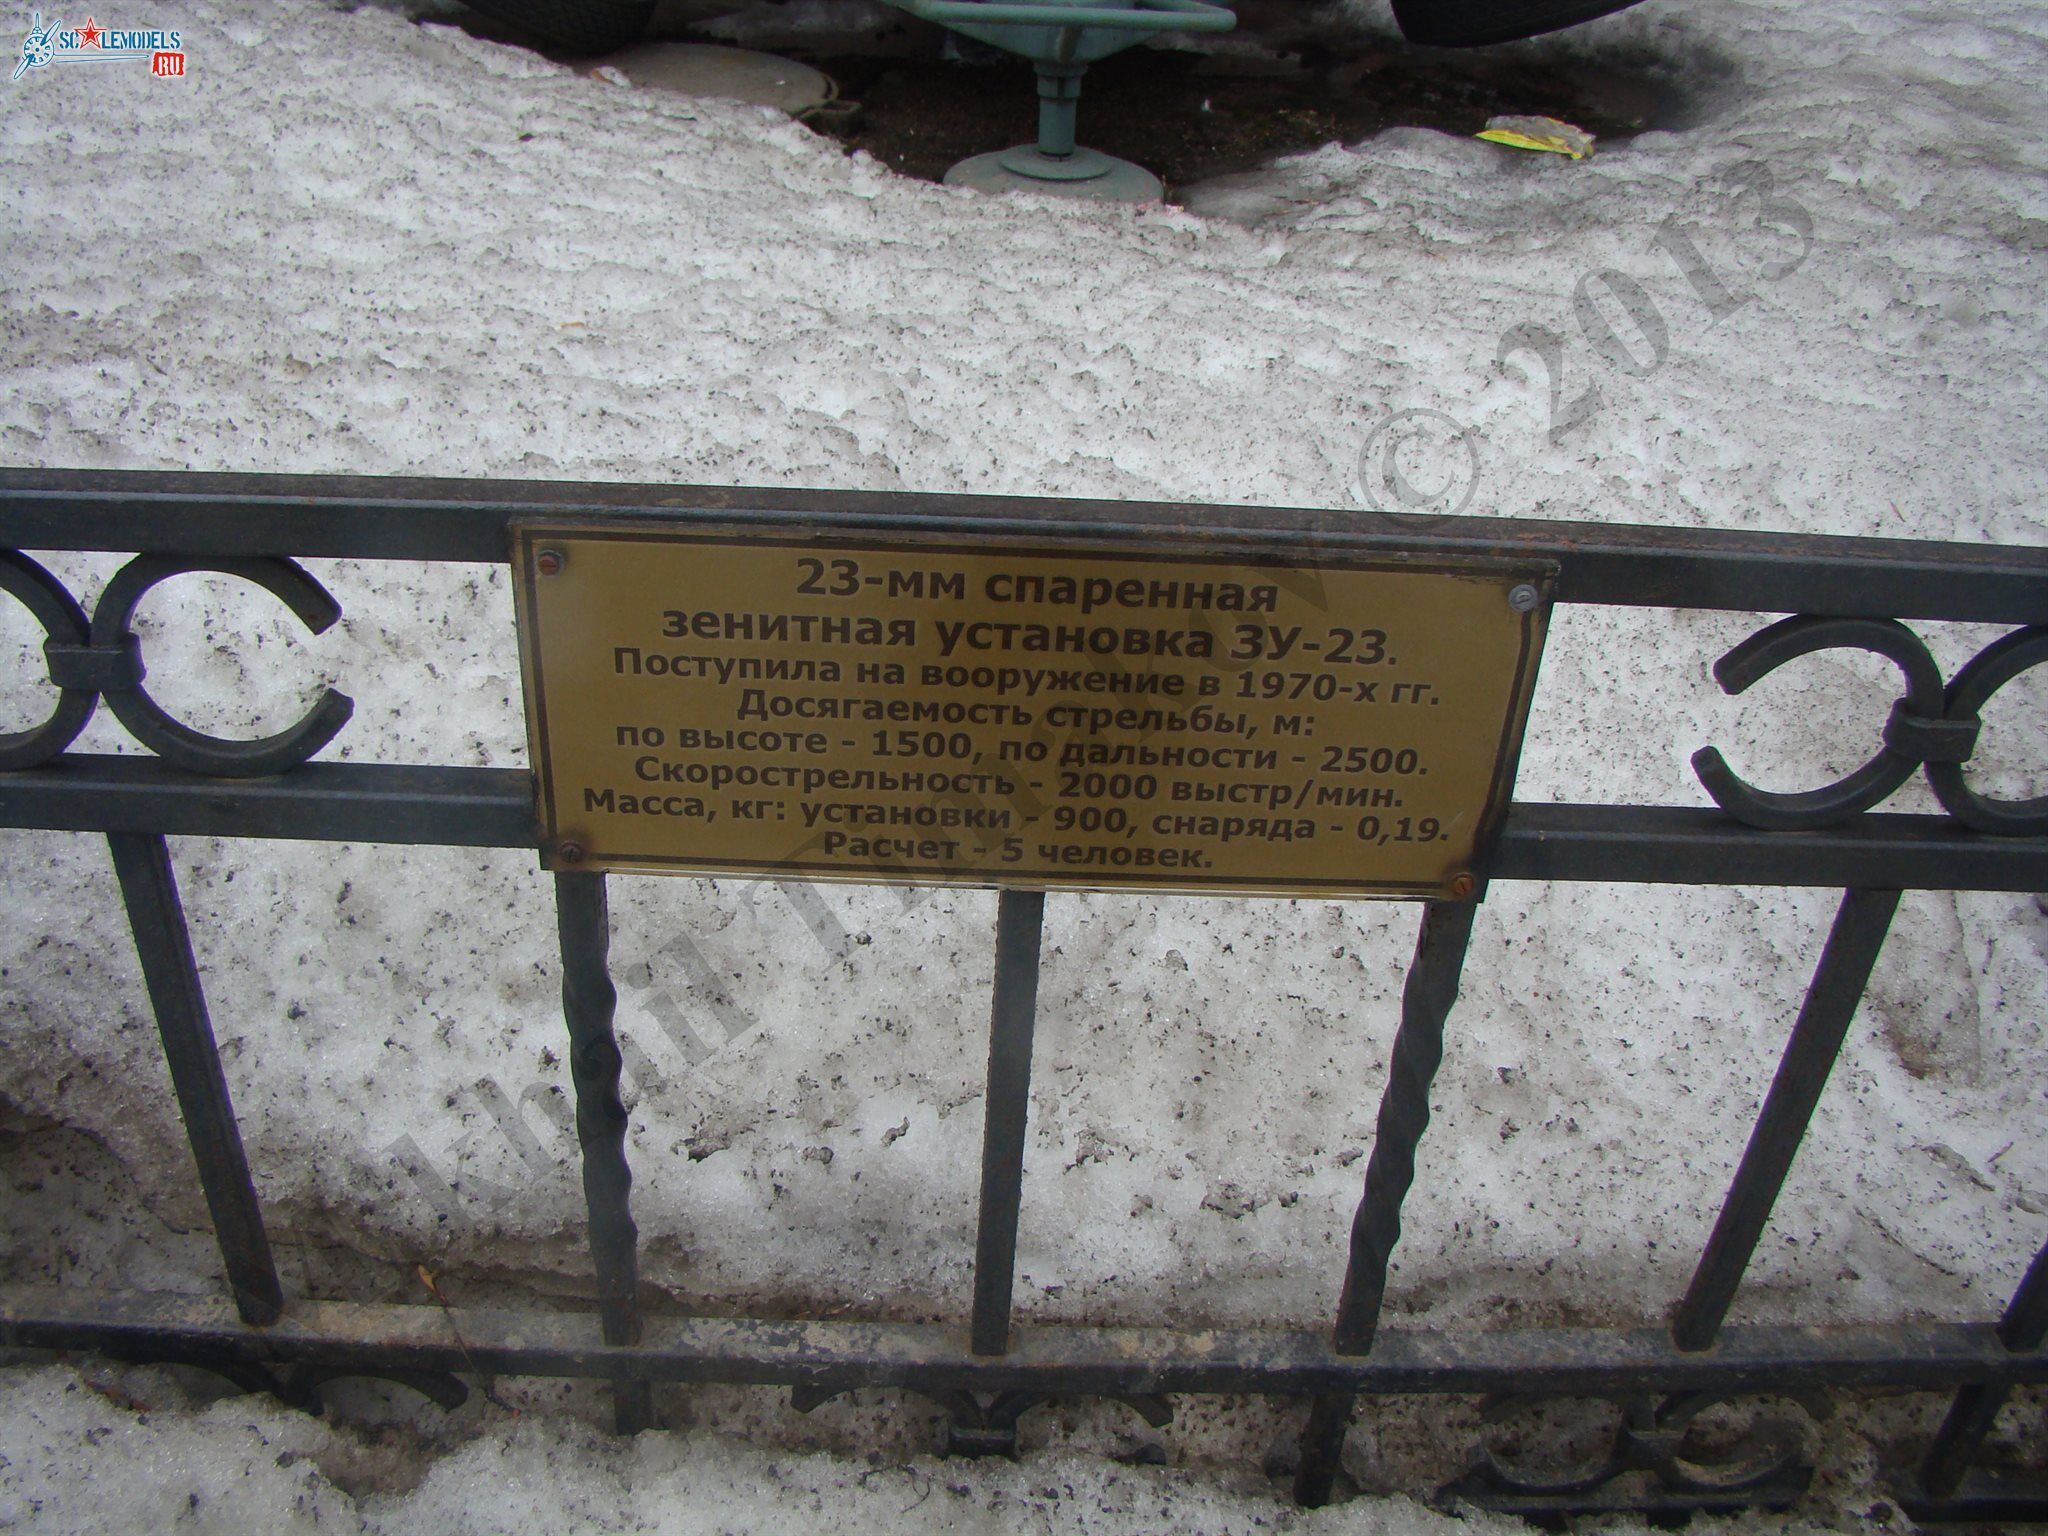 SCALEMODELS
RU
23-мм спаренная
зенитная установка ЗУ-23.
Поступила на вооружение в 1970-х гг.
Досягаемость стрельбы, м:
по высоте - 1500, по дальности - 2500.
Скорострельность - 2000 выстр/мин.
Масса, кг: установки - 900, снаряда - 0,19.
Расчет - 5 человек.
© 2013